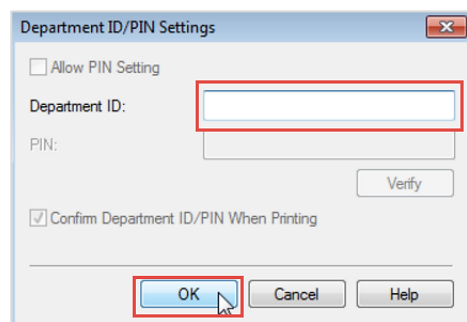 Department ID/PIN Settings
Allow PIN Setting
Department ID:
PIN:
Verify
Confirm Department ID/PIN When Printing
OK Cancel Help